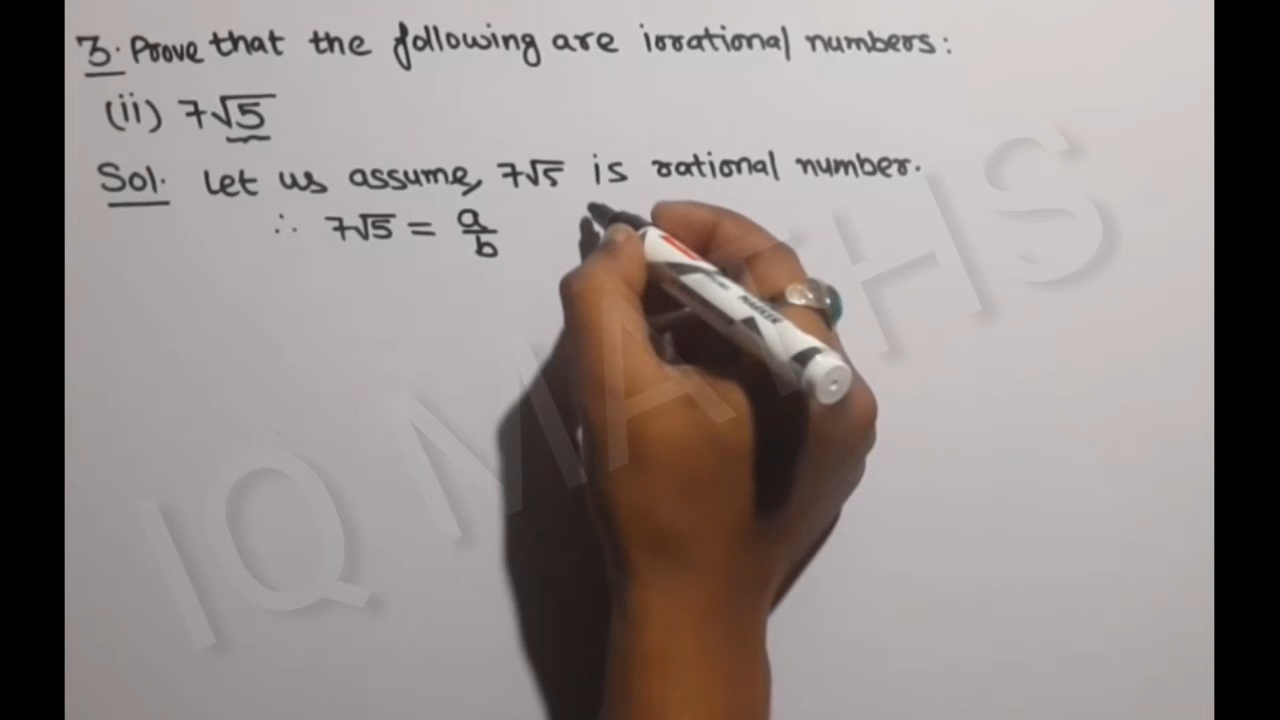 3. Prove that the following are irrational numbers:
(ii) 7√5
Sol. Let us assume, 7√5 is rational number.
∴ 7√5 = a/b
IQ MATHS
MARKER